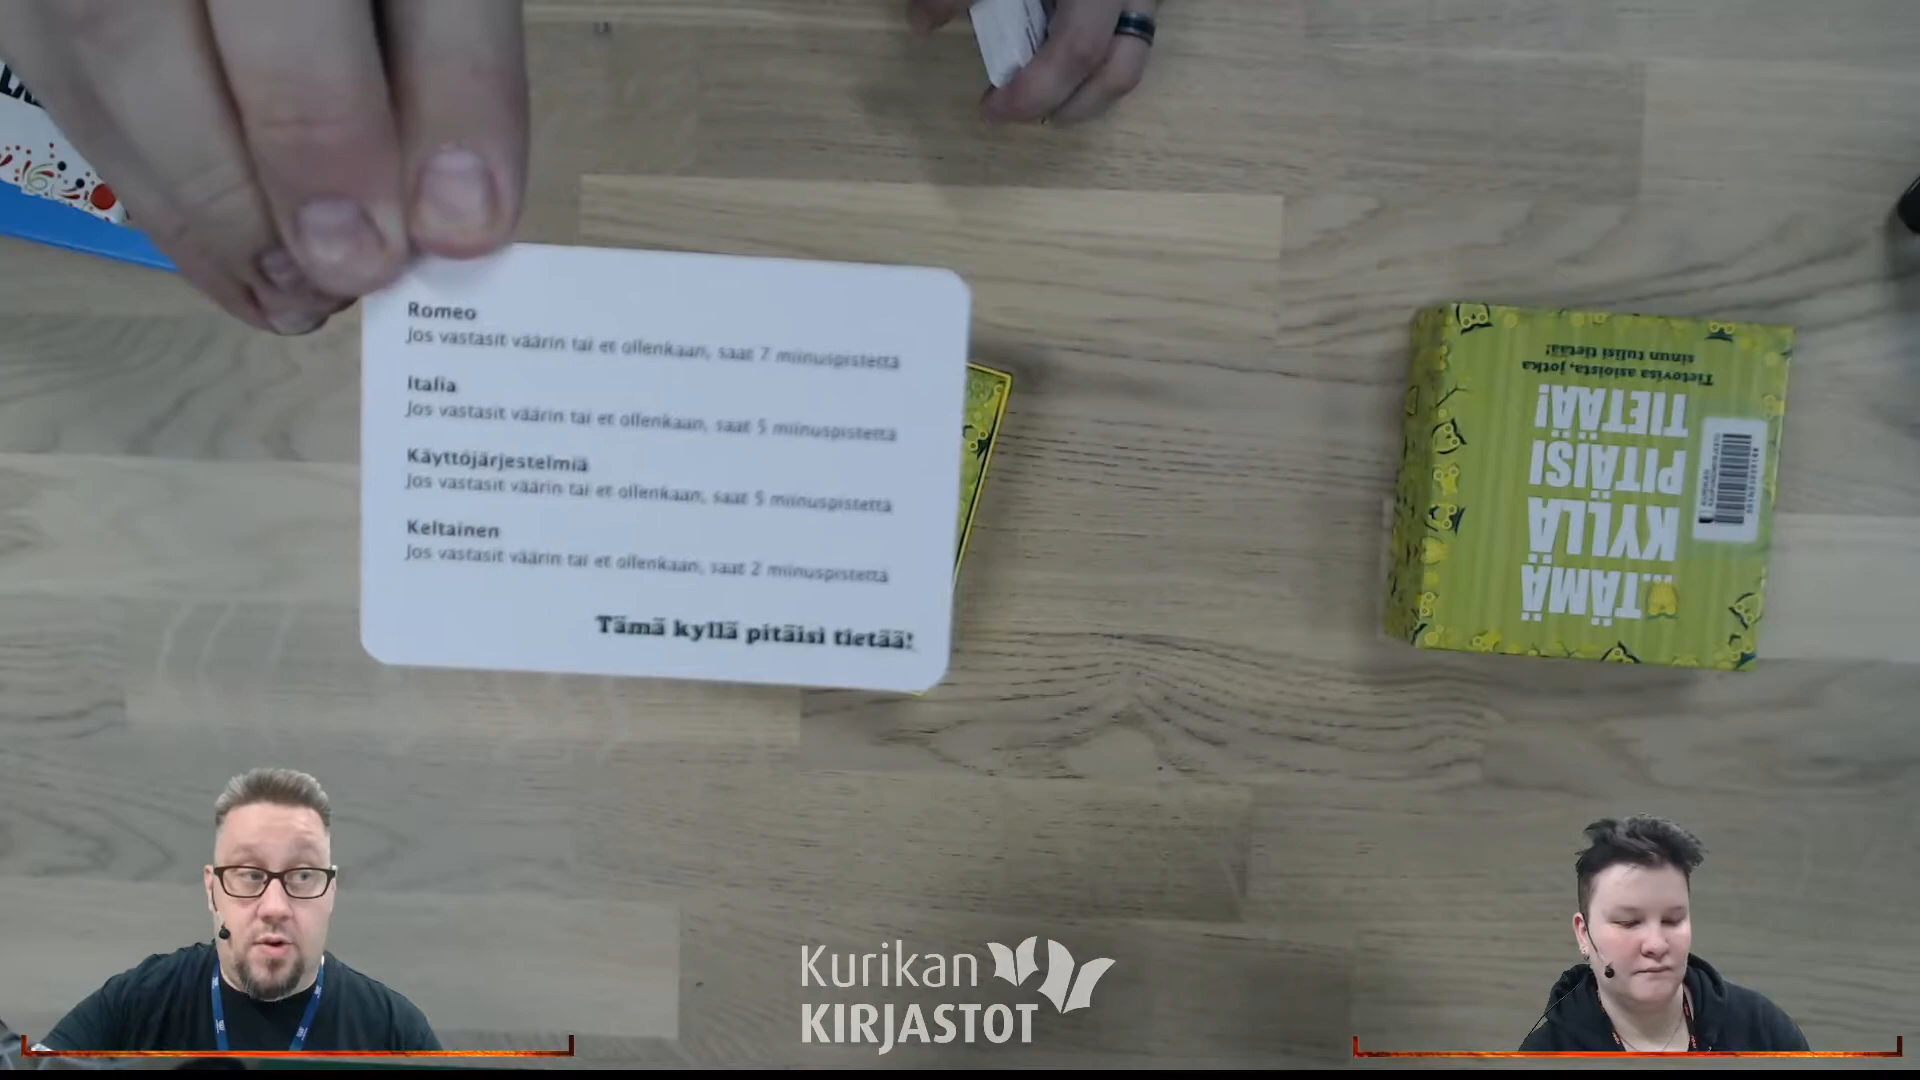 Romeo
Jos vastasit väärin tai et ollenkaan, saat 7 miinuspistettä
Italia
Jos vastasit väärin tai et ollenkaan, saat 5 miinuspistettä
Käyttöjärjestelmiä
Jos vastasit väärin tai et ollenkaan, saat 5 miinuspistettä
Keltainen
Jos vastasit väärin tai et ollenkaan, saat 2 miinuspistettä
Tämä kyllä pitäisi tietää!
...TÄMÄ
KYLLÄ
PITÄISI
TIETÄÄ!
Tietovisa asioista, jotka
sinun tulisi tietää!
Kurikan
KIRJASTOT